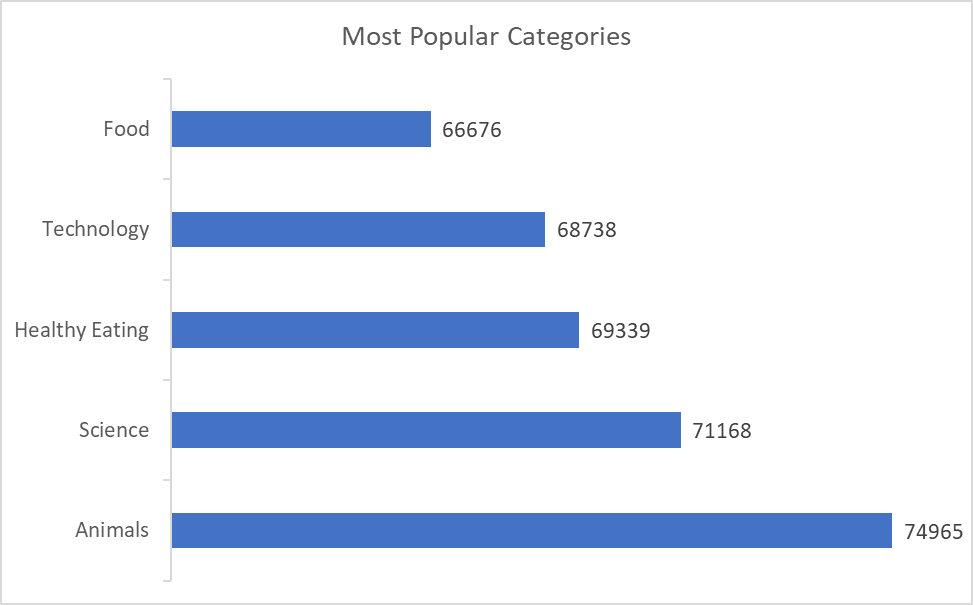 Most Popular Categories
Food 66676
Technology 68738
Healthy Eating 69339
Science 71168
Animals 74965